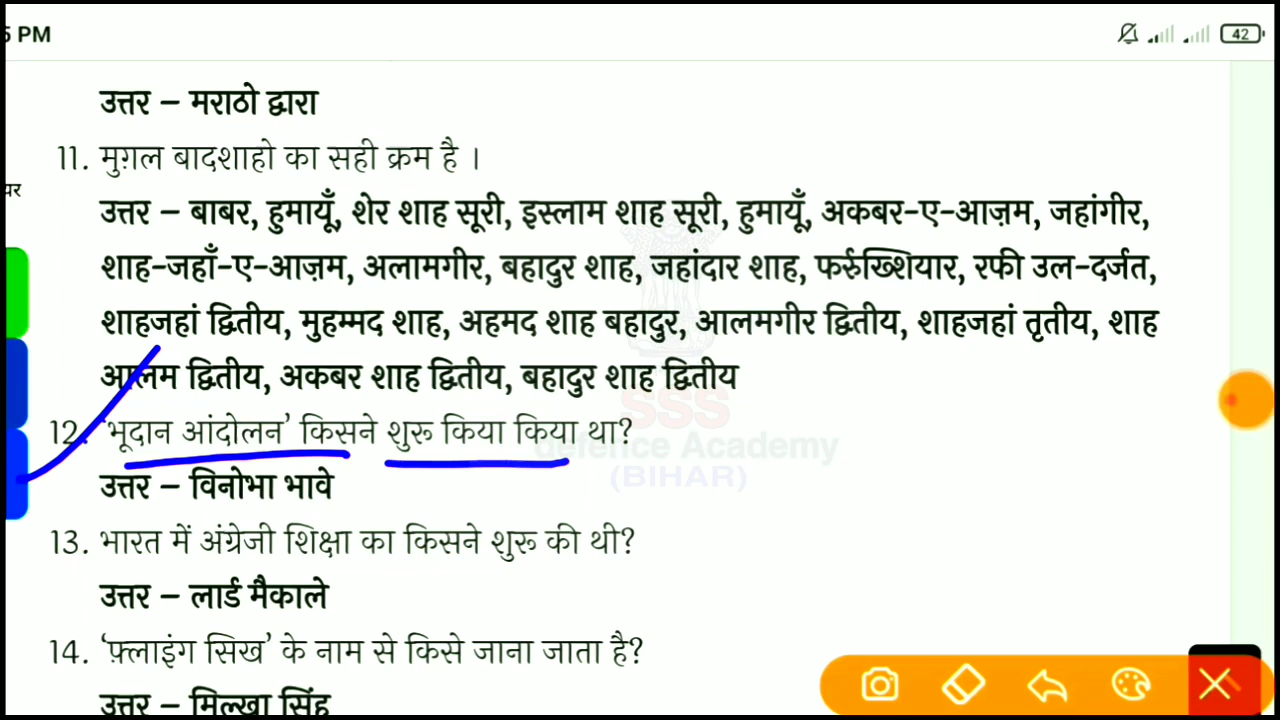 5 PM
42
उत्तर – मराठो द्वारा
11. मुग़ल बादशाहो का सही क्रम है ।
यर
उत्तर – बाबर, हुमायूँ, शेर शाह सूरी, इस्लाम शाह सूरी, हुमायूँ, अकबर-ए-आज़म, जहांगीर,
शाह-जहाँ-ए-आज़म, अलामगीर, बहादुर शाह, जहांदार शाह, फर्रुख्शियार, रफी उल-दर्जत,
शाहजहां द्वितीय, मुहम्मद शाह, अहमद शाह बहादुर, आलमगीर द्वितीय, शाहजहां तृतीय, शाह
आलम द्वितीय, अकबर शाह द्वितीय, बहादुर शाह द्वितीय
SSS
12. ‘भूदान आंदोलन’ किसने शुरू किया किया था?
defence Academy
(BIHAR)
उत्तर – विनोभा भावे
13. भारत में अंग्रेजी शिक्षा का किसने शुरू की थी?
उत्तर – लार्ड मैकाले
14. ‘फ़्लाइंग सिख’ के नाम से किसे जाना जाता है?
उत्तर – मिल्खा सिंह